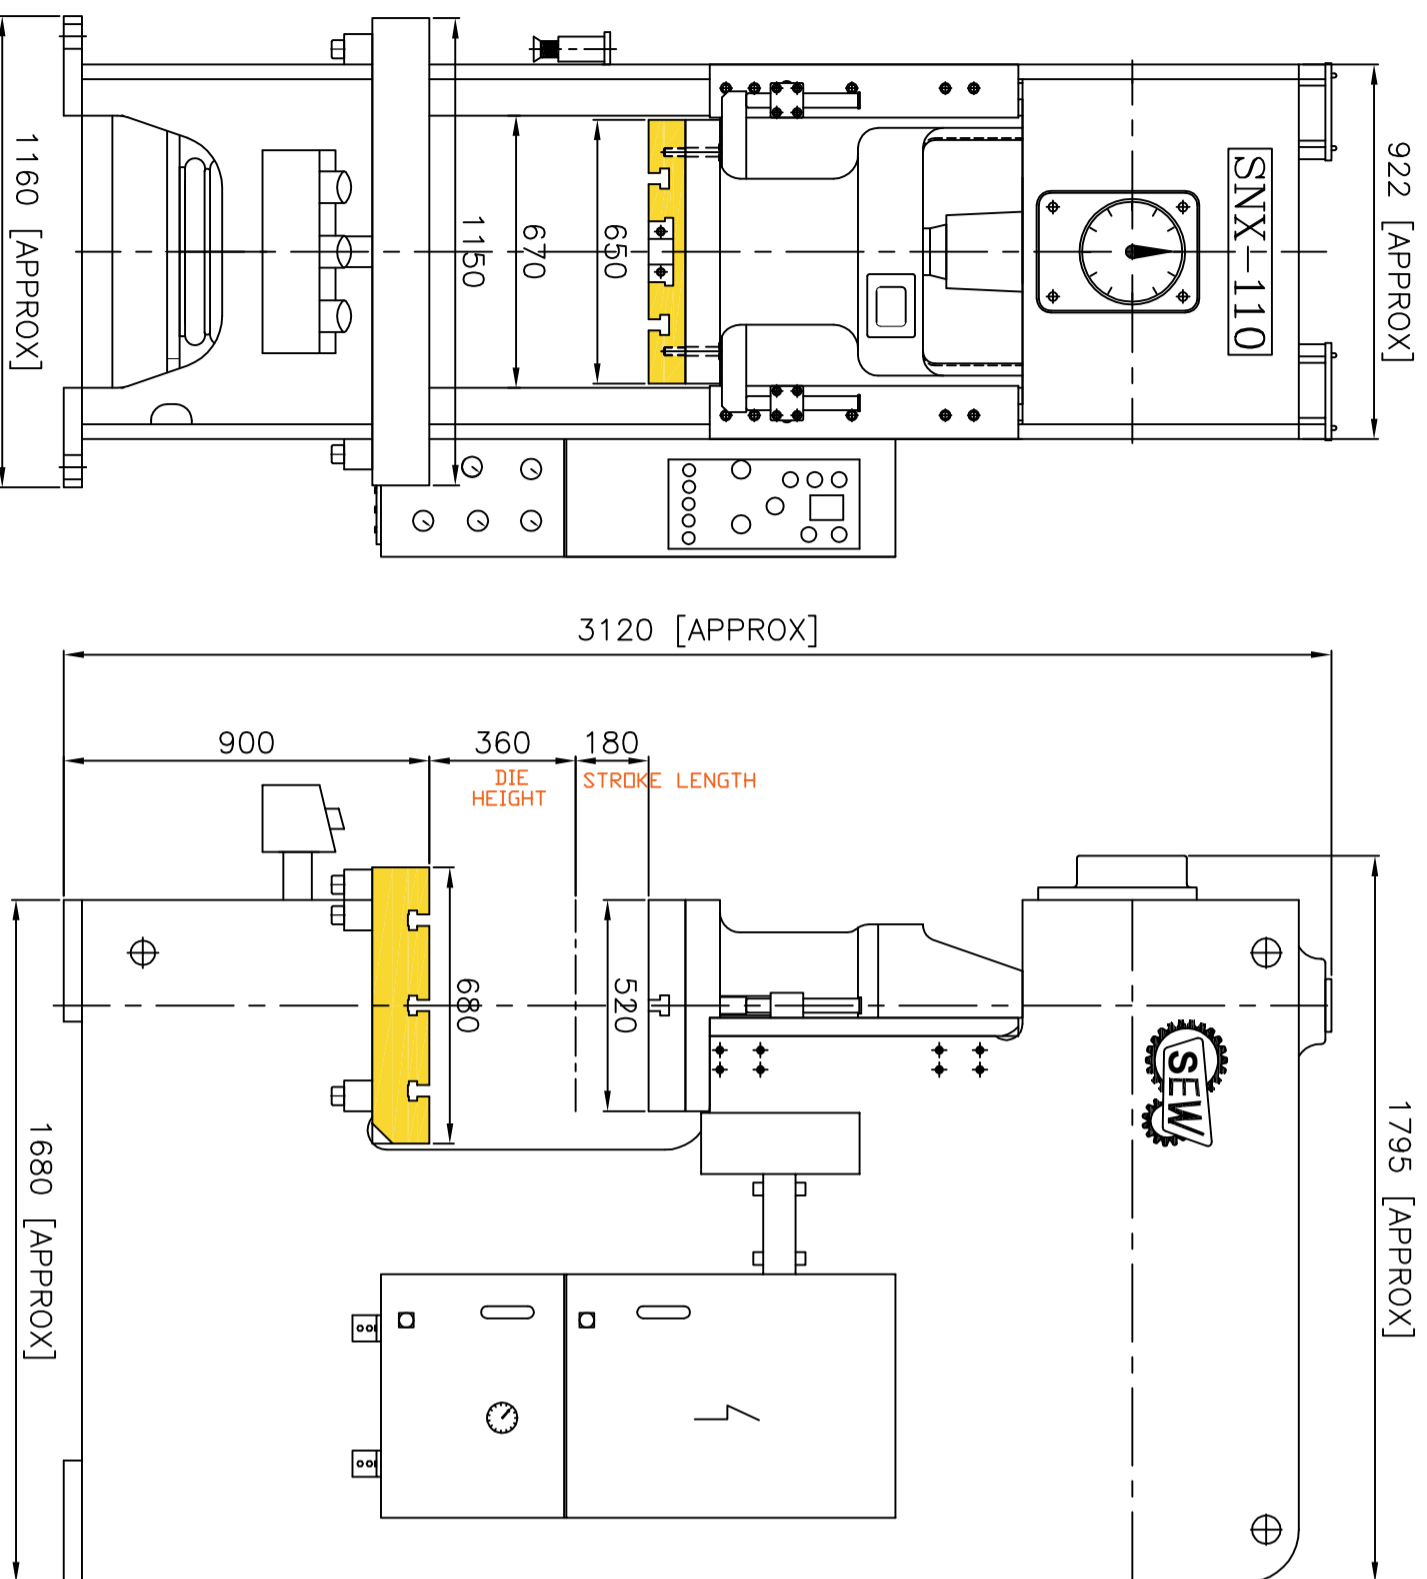 922 [APPROX]
SNX-110
650
670
1150
1160 [APPROX]
3120 [APPROX]
900
360
180
DIE
HEIGHT
STROKE LENGTH
680
520
SEW
1795 [APPROX]
1680 [APPROX]